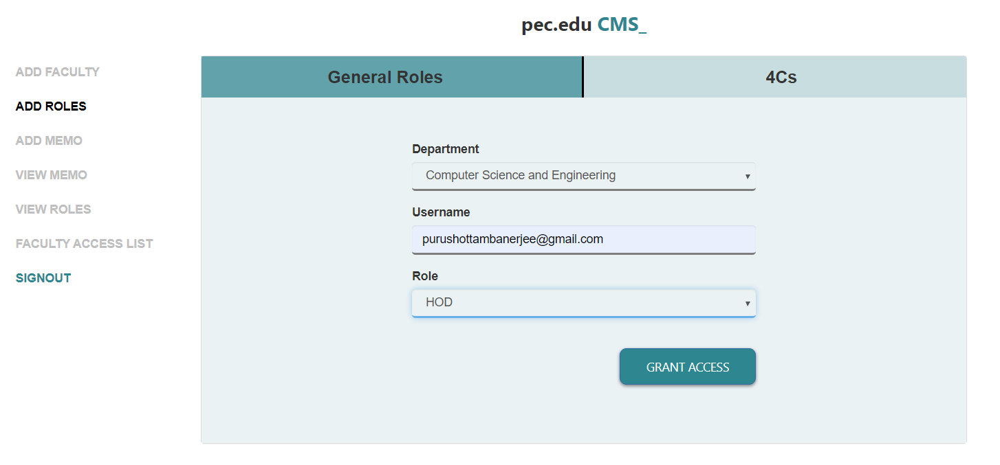 pec.edu CMS_
ADD FACULTY
ADD ROLES
ADD MEMO
VIEW MEMO
VIEW ROLES
FACULTY ACCESS LIST
SIGNOUT
General Roles
4Cs
Department
Computer Science and Engineering
Username
purushottambanerjee@gmail.com
Role
HOD
GRANT ACCESS